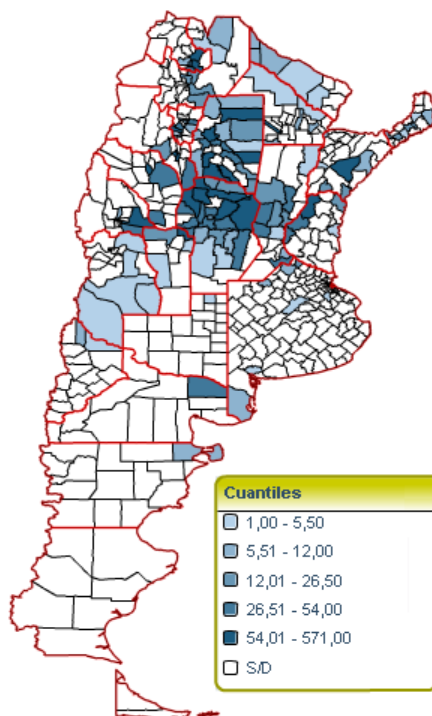 Cuantiles
1,00 - 5,50
5,51 - 12,00
12,01 - 26,50
26,51 - 54,00
54,01 - 571,00
S/D